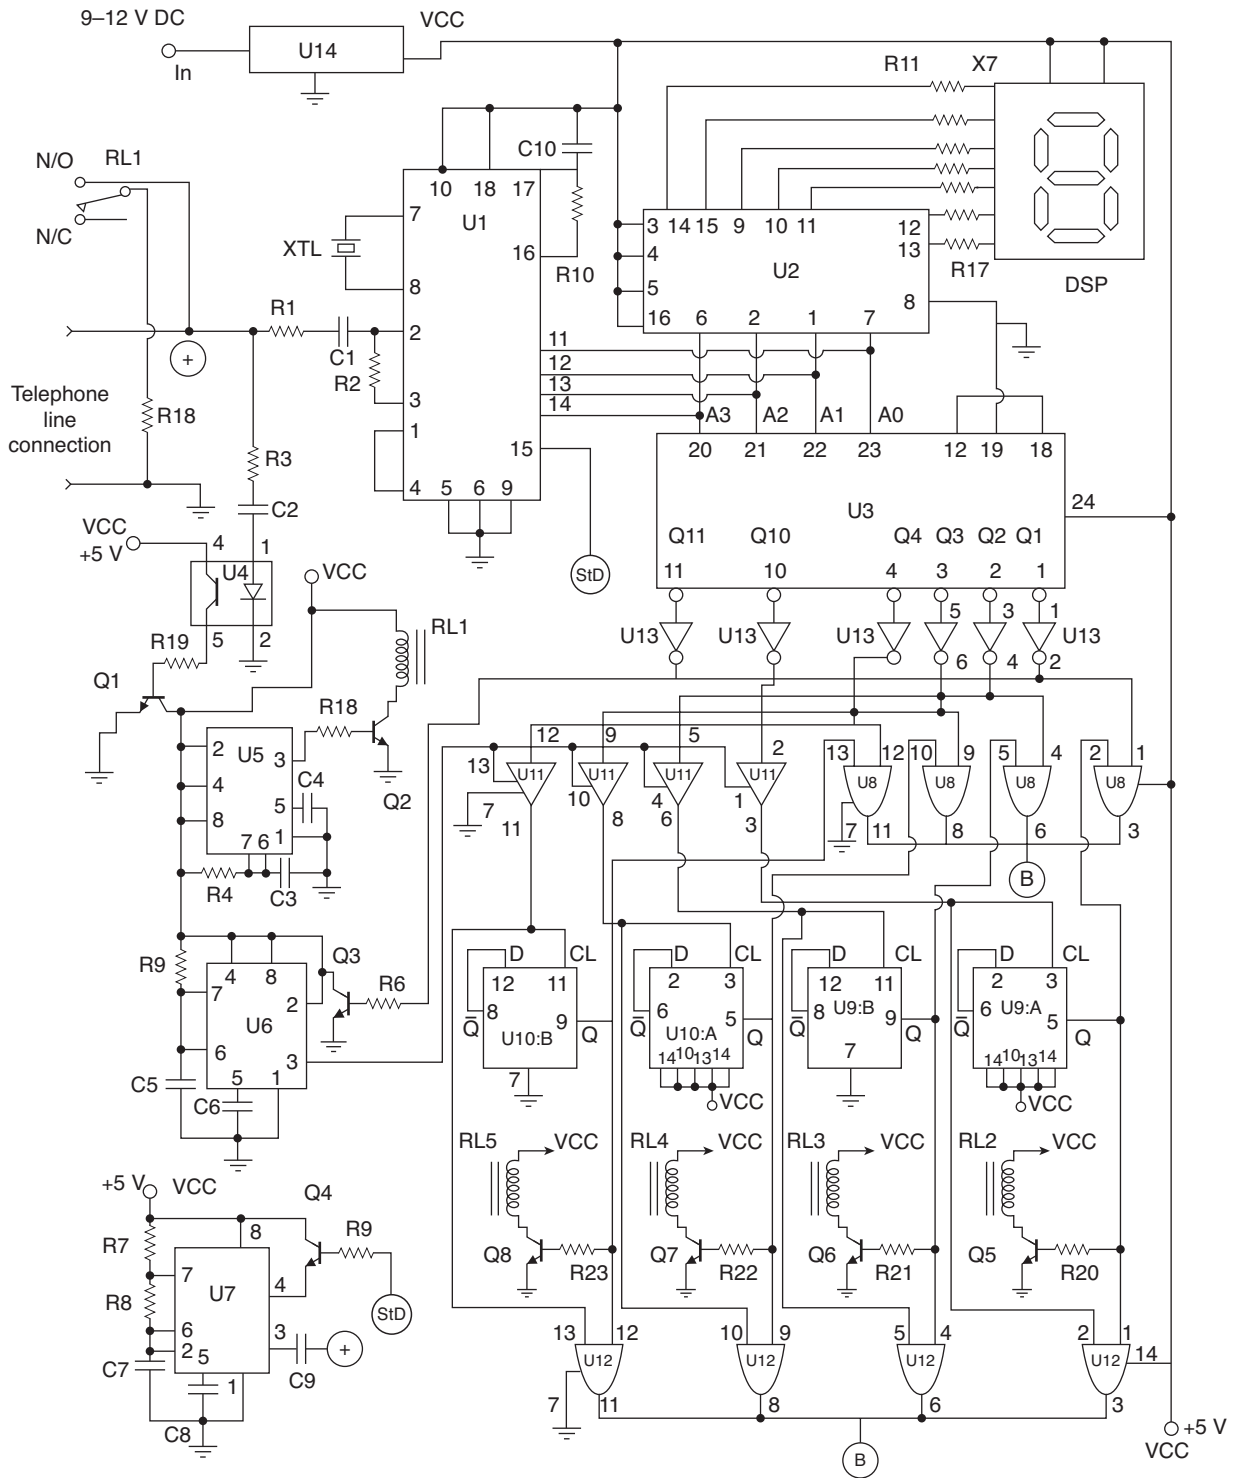 9–12 V DC
VCC
In
U14
R11
X7
N/O
RL1
N/C
C10
10 18 17
7
U1
XTL
16
R10
8
3 14 15 9 10 11
12
13
4
U2
R17
DSP
5
8
16 6 2 1 7
R1
2
C1
R2
11
12
13
14
3
1
+
Telephone
line
connection
R18
A3 A2 A1 A0
20 21 22 23 12 19 18
15
R3
4
5 6 9
24
U3
C2
VCC
+5 V
4
1
Q11 Q10 Q4 Q3 Q2 Q1
11 10 4 3 2 1
StD
U4
VCC
5 3 1
R19
5
2
RL1
U13 U13 U13 U13
6 4 2
Q1
R18
12 9 5 2
13 12 10 9 5 4 2 1
2
U5
3
13
U11 U11 U11 U11
U8 U8 U8 U8
4
C4
Q2
10 4 1
5
7
8
1
11 8 6 3
7 11 8 6 3
7 6
R4
C3
B
D CL D CL D CL D CL
R9
Q3
4 8
12 11 2 3 12 11 2 3
7
2
R6
8 6 8 6
U6
Q̅ U10:B 9 Q
Q̅ U10:A 5 Q
Q̅ U9:B 9 Q
Q̅ U9:A 5 Q
6
3
14 10 13 14
7
14 10 13 14
C5
5 1
7
C6
VCC
VCC
RL5 VCC
RL4 VCC
RL3 VCC
RL2 VCC
+5 V
VCC
Q4
8
R9
R7
Q8
R23
Q7
R22
Q6
R21
Q5
R20
7
U7
4
R8
StD
6
3
13 12 10 9 5 4 2 1
2
5
+
14
C7
1
C9
U12 U12 U12 U12
7 11 8 6 3
C8
+5 V
VCC
B